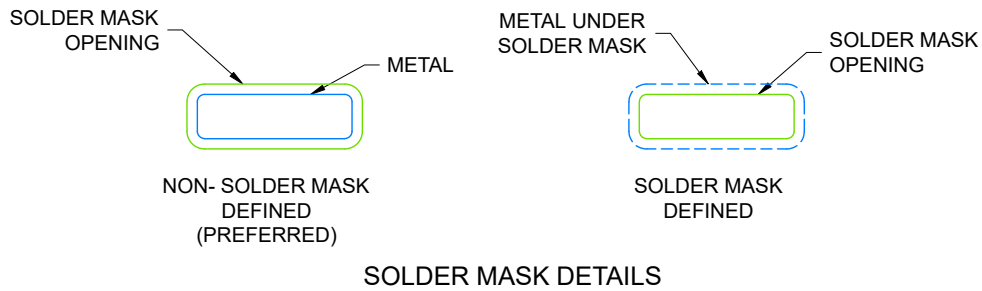 SOLDER MASK
OPENING
METAL
NON- SOLDER MASK
DEFINED
(PREFERRED)
METAL UNDER
SOLDER MASK
SOLDER MASK
OPENING
SOLDER MASK
DEFINED
SOLDER MASK DETAILS